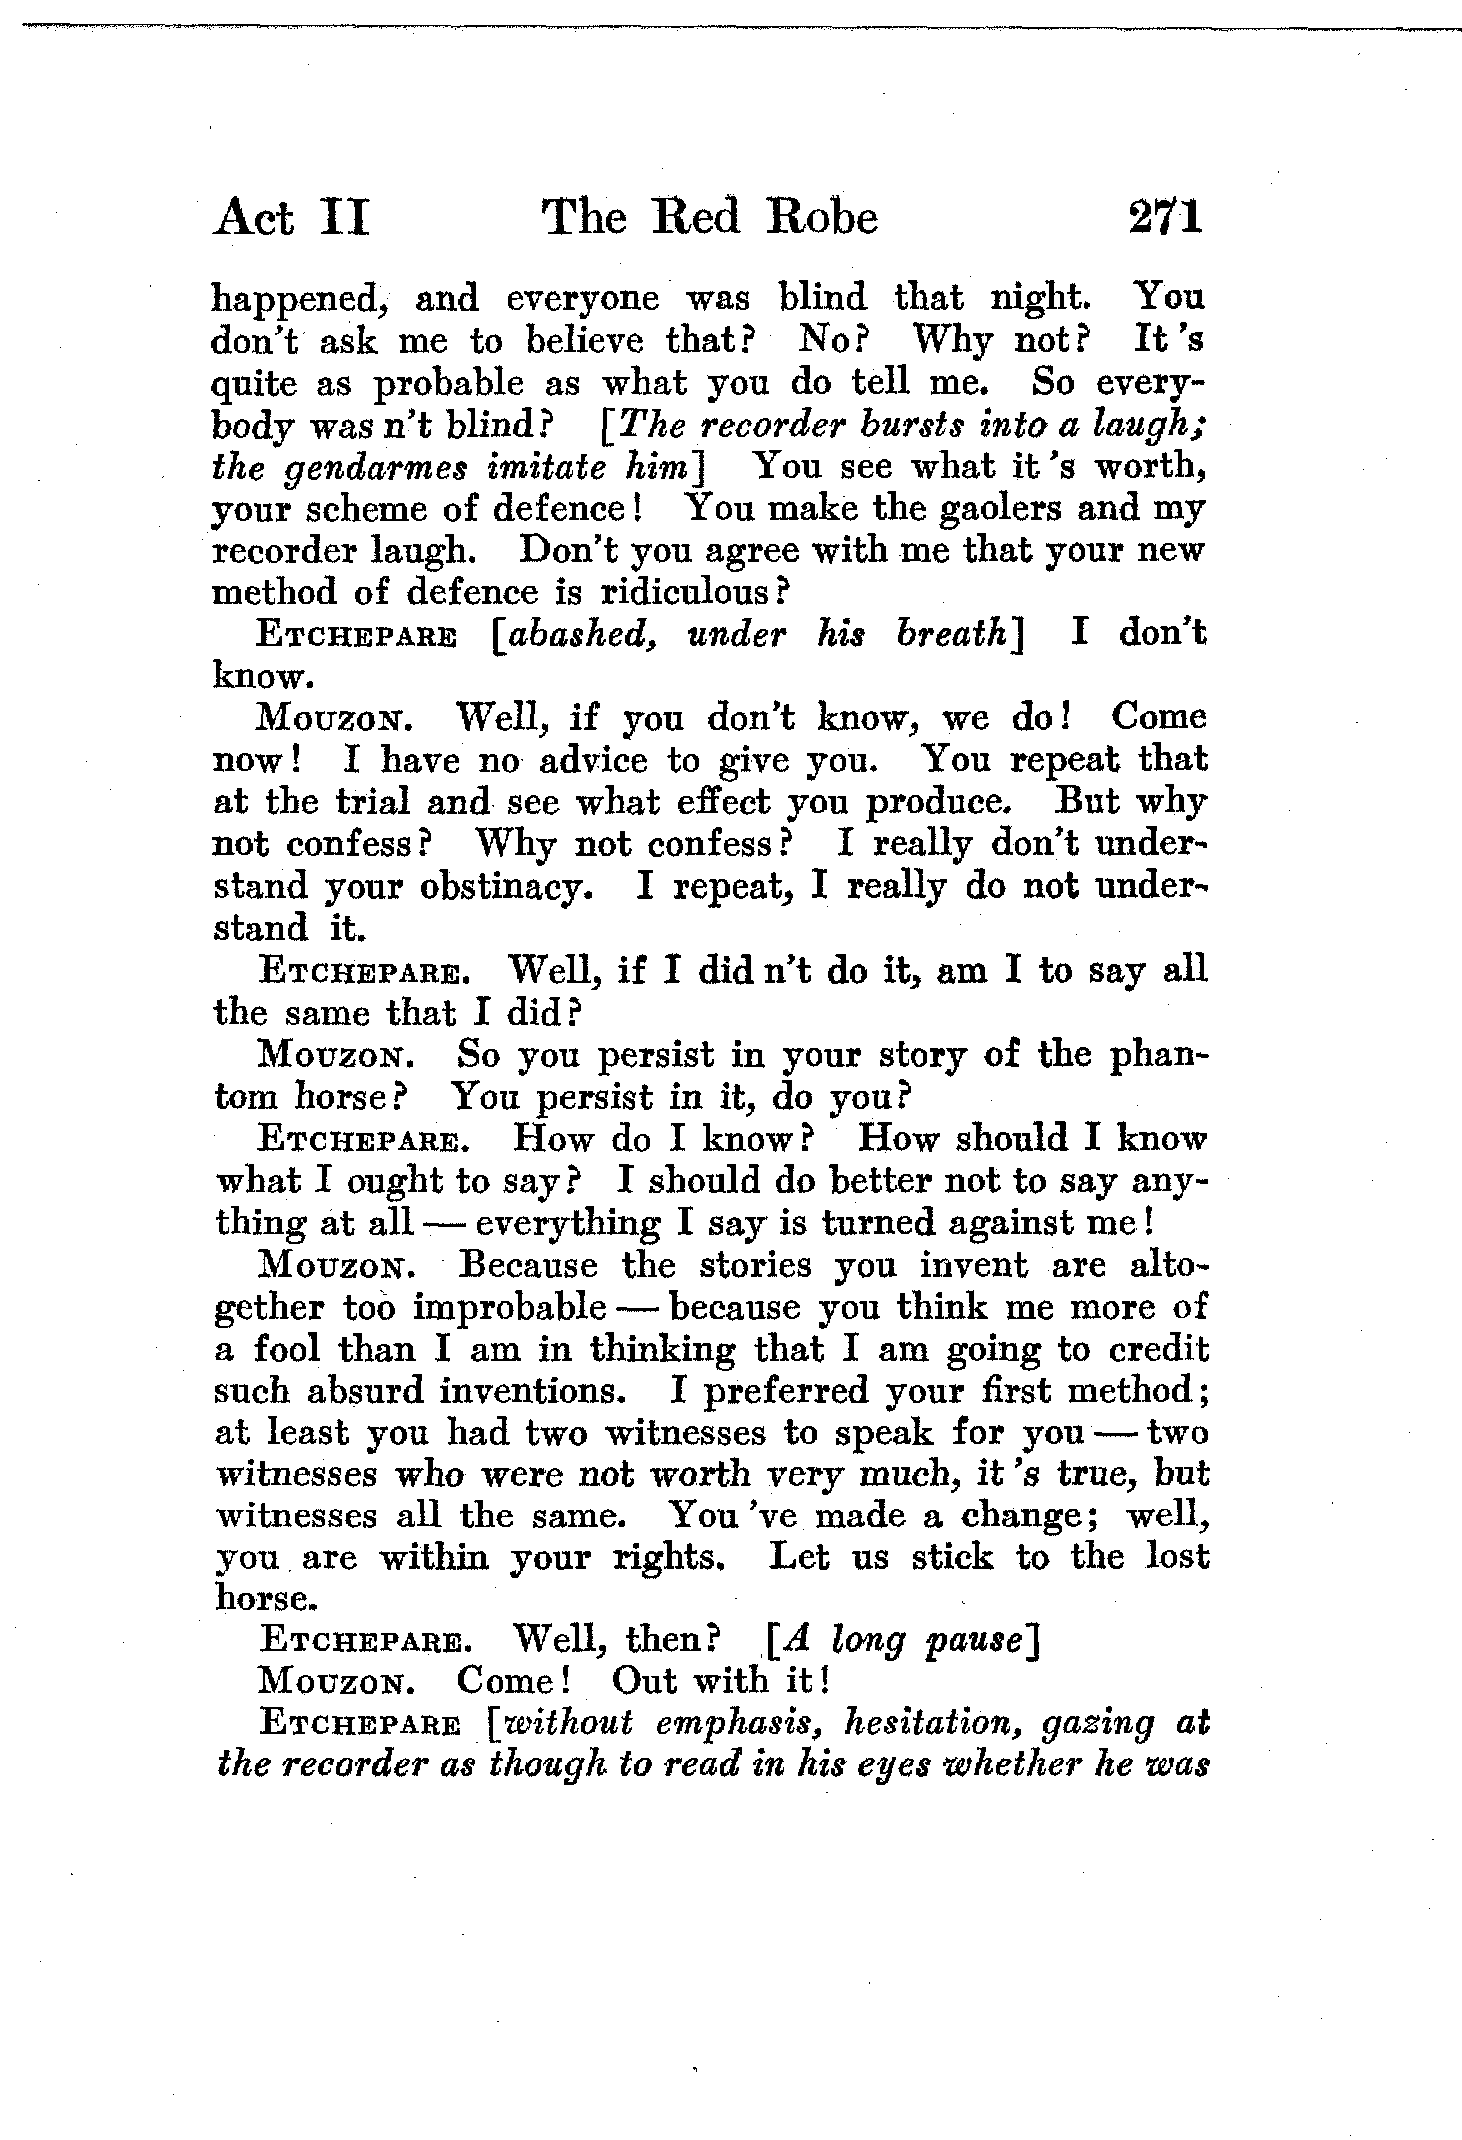 Act II The Red Robe 271
happened, and everyone was blind that night. You
don't ask me to believe that? No? Why not? It 's
quite as probable as what you do tell me. So every-
body was n't blind? [The recorder bursts into a laugh;
the gendarmes imitate him] You see what it 's worth,
your scheme of defence! You make the gaolers and my
recorder laugh. Don't you agree with me that your new
method of defence is ridiculous?
ETCHEPARE [abashed, under his breath] I don't
know.
MOUZON. Well, if you don't know, we do! Come
now! I have no advice to give you. You repeat that
at the trial and see what effect you produce. But why
not confess? Why not confess? I really don't under-
stand your obstinacy. I repeat, I really do not under-
stand it.
ETCHEPARE. Well, if I did n't do it, am I to say all
the same that I did?
MOUZON. So you persist in your story of the phan-
tom horse? You persist in it, do you?
ETCHEPARE. How do I know? How should I know
what I ought to say? I should do better not to say any-
thing at all — everything I say is turned against me!
MOUZON. Because the stories you invent are alto-
gether too improbable — because you think me more of
a fool than I am in thinking that I am going to credit
such absurd inventions. I preferred your first method;
at least you had two witnesses to speak for you — two
witnesses who were not worth very much, it 's true, but
witnesses all the same. You 've made a change; well,
you are within your rights. Let us stick to the lost
horse.
ETCHEPARE. Well, then? [A long pause]
MOUZON. Come! Out with it!
ETCHEPARE [without emphasis, hesitation, gazing at
the recorder as though to read in his eyes whether he was